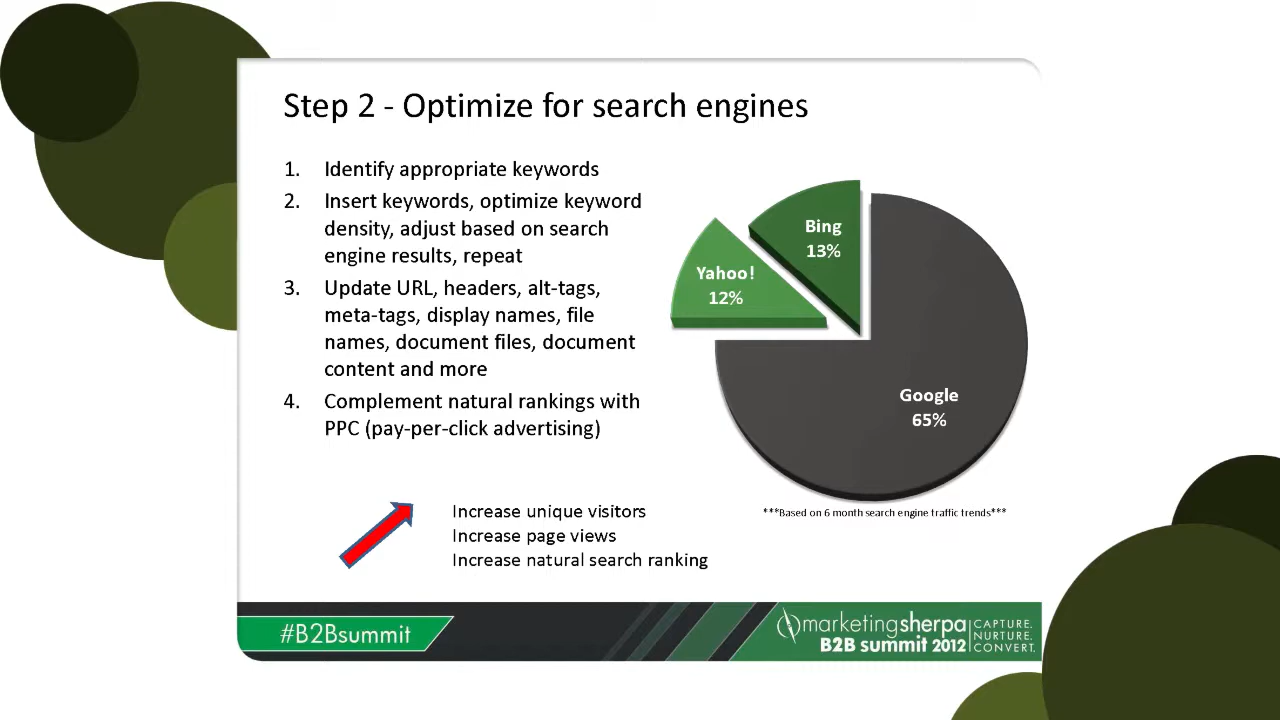 Step 2 - Optimize for search engines
1. Identify appropriate keywords
2. Insert keywords, optimize keyword
density, adjust based on search
engine results, repeat
3. Update URL, headers, alt-tags,
meta-tags, display names, file
names, document files, document
content and more
4. Complement natural rankings with
PPC (pay-per-click advertising)
Bing
13%
Yahoo!
12%
Google
65%
***Based on 6 month search engine traffic trends***
Increase unique visitors
Increase page views
Increase natural search ranking
#B2Bsummit
marketingsherpa
B2B summit 2012
CAPTURE.
NURTURE.
CONVERT.